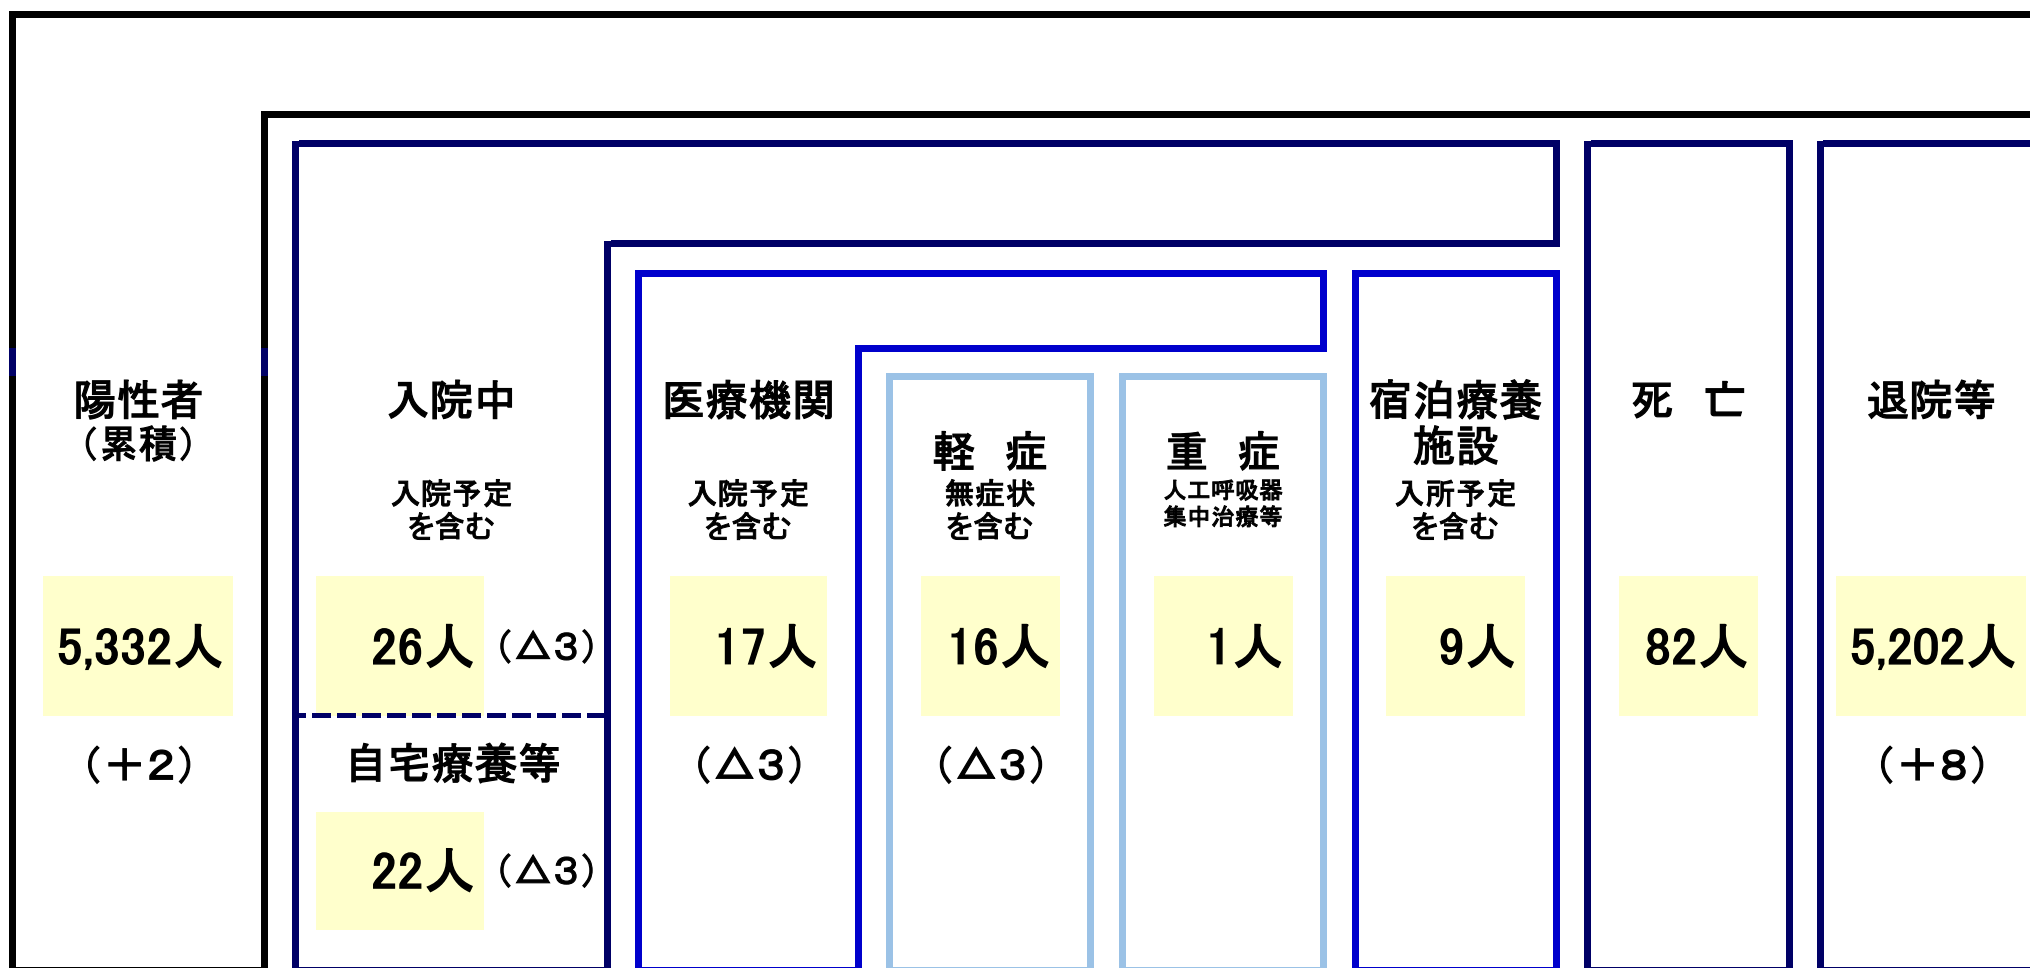 陽性者
（累積）
5,332人
（＋2）
入院中
入院予定
を含む
26人 （△3）
自宅療養等
22人 （△3）
医療機関
入院予定
を含む
17人
（△3）
軽 症
無症状
を含む
16人
（△3）
重 症
人工呼吸器
集中治療等
1人
宿泊療養
施設
入所予定
を含む
9人
死 亡
82人
退院等
5,202人
（＋8）